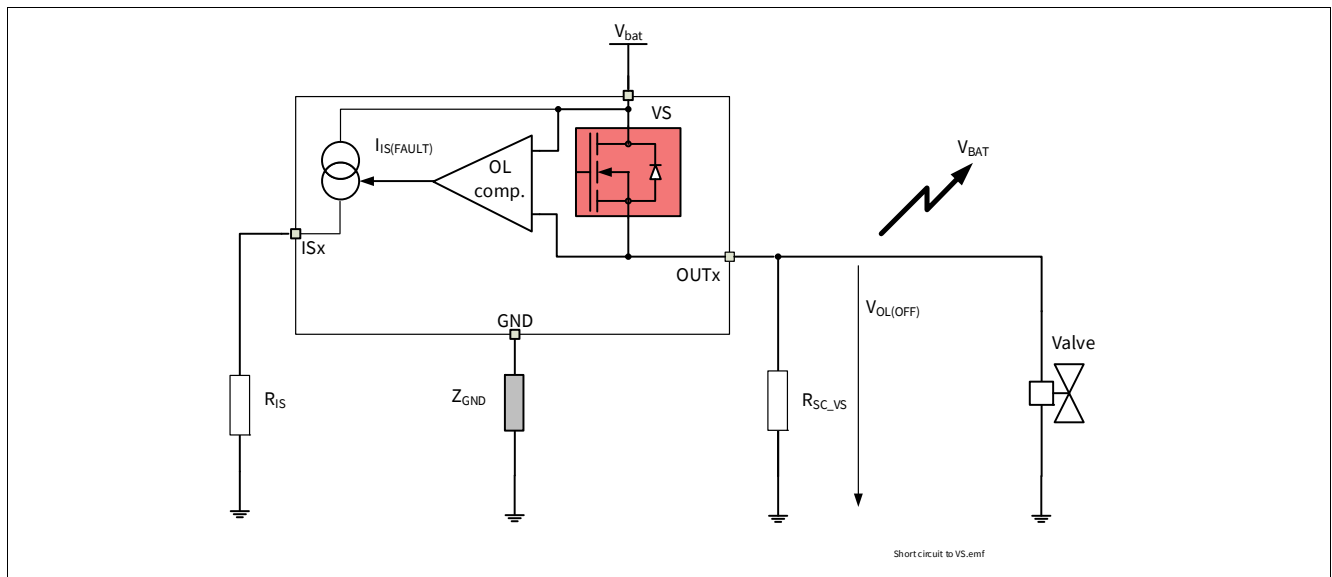 Vbat
VS
IIS(FAULT)
OL
comp.
VBAT
ISx
OUTx
VOL(OFF)
GND
Valve
RIS
ZGND
RSC_VS
Short circuit to VS.emf